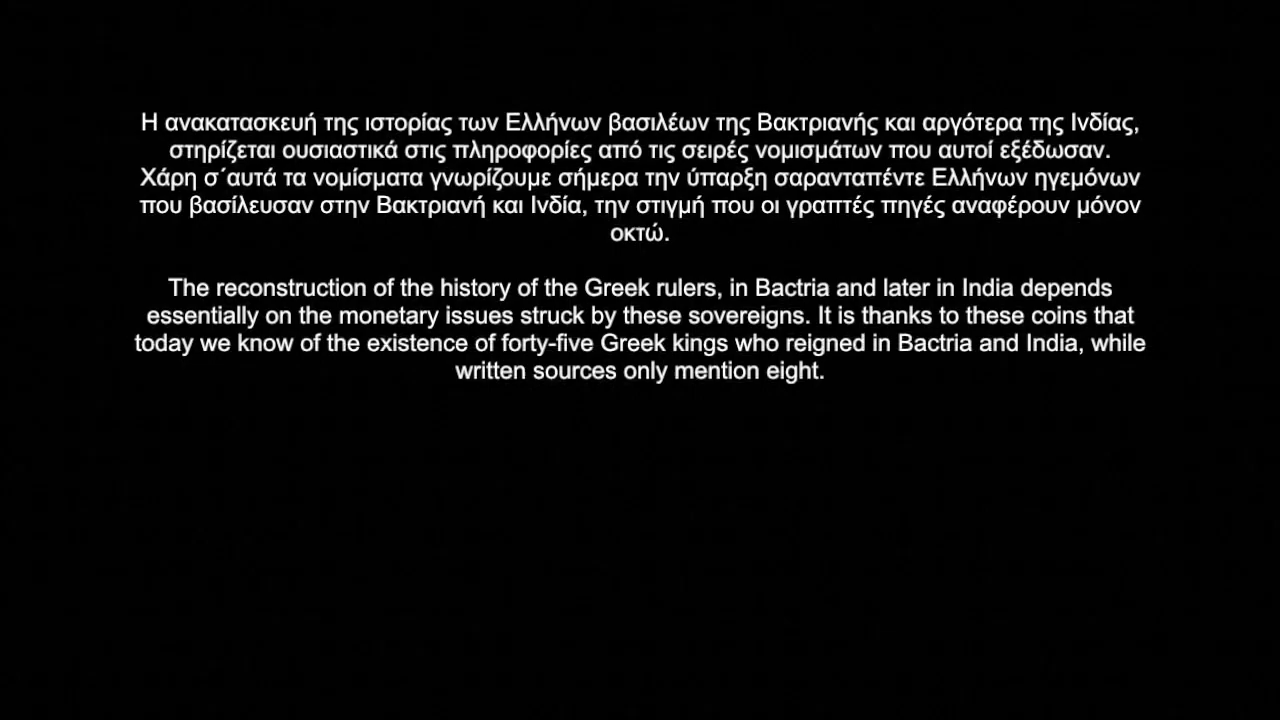 Η ανακατασκευή της ιστορίας των Ελλήνων βασιλέων της Βακτριανής και αργότερα της Ινδίας,
στηρίζεται ουσιαστικά στις πληροφορίες από τις σειρές νομισμάτων που αυτοί εξέδωσαν.
Χάρη σ΄αυτά τα νομίσματα γνωρίζουμε σήμερα την ύπαρξη σαρανταπέντε Ελλήνων ηγεμόνων
που βασίλευσαν στην Βακτριανή και Ινδία, την στιγμή που οι γραπτές πηγές αναφέρουν μόνον
οκτώ.
The reconstruction of the history of the Greek rulers, in Bactria and later in India depends
essentially on the monetary issues struck by these sovereigns. It is thanks to these coins that
today we know of the existence of forty-five Greek kings who reigned in Bactria and India, while
written sources only mention eight.